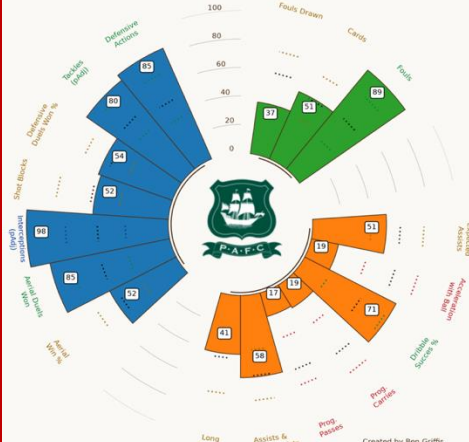 100
80
60
40
20
0
Fouls Drawn
Cards
Fouls
Defensive
Actions
Tackles
(pAdj)
Defensive
Duels Won %
Shot Blocks
Interceptions
(pAdj)
Aerial Duels
Won
Aerial
Win %
85
80
54
52
98
85
52
37
51
89
51
19
71
19
17
58
41
P·A·F·C
Assists
Acceleration
with Ball
Dribble
Succes %
Prog.
Carries
Prog.
Passes
Assists &
Long
Created by Ben Griffis